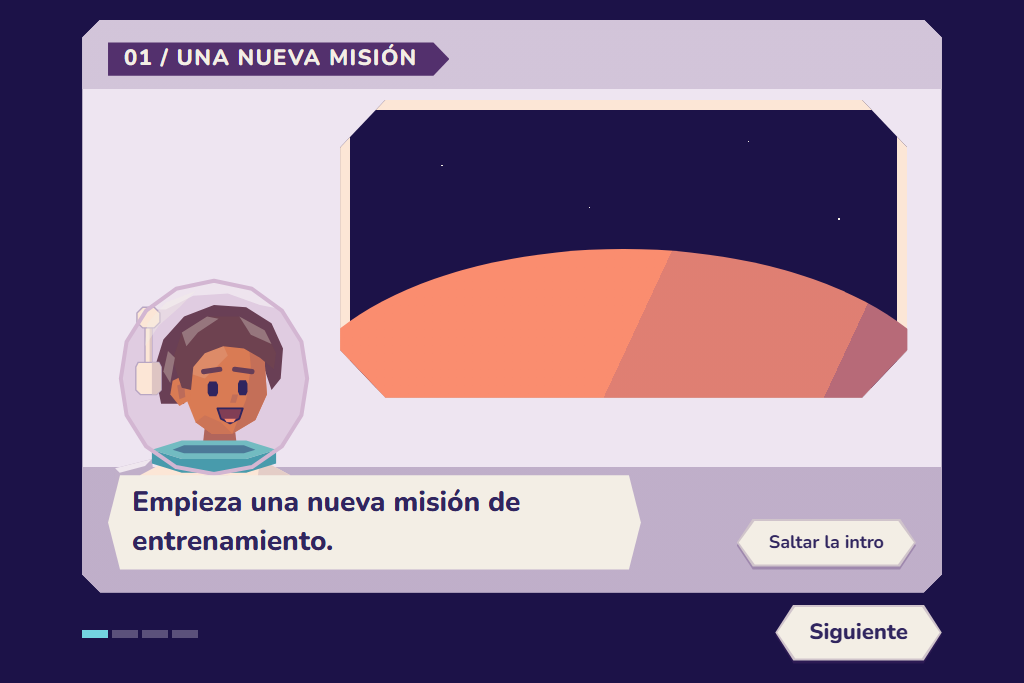 01 / UNA NUEVA MISIÓN
Empieza una nueva misión de
entrenamiento.
Saltar la intro
Siguiente